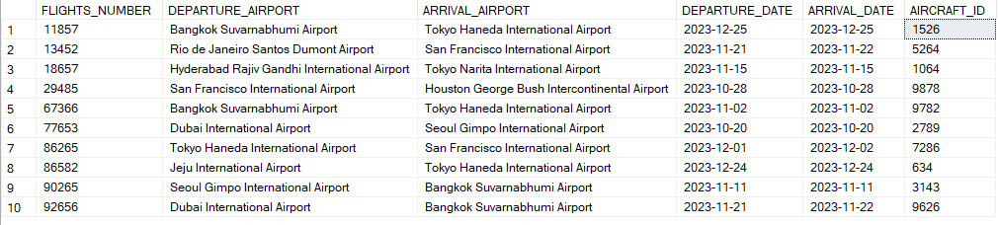 FLIGHTS_NUMBER DEPARTURE_AIRPORT ARRIVAL_AIRPORT DEPARTURE_DATE ARRIVAL_DATE AIRCRAFT_ID
1 11857 Bangkok Suvarnabhumi Airport Tokyo Haneda International Airport 2023-12-25 2023-12-25 1526
2 13452 Rio de Janeiro Santos Dumont Airport San Francisco International Airport 2023-11-21 2023-11-22 5264
3 18657 Hyderabad Rajiv Gandhi International Airport Tokyo Narita International Airport 2023-11-15 2023-11-15 1064
4 29485 San Francisco International Airport Houston George Bush Intercontinental Airport 2023-10-28 2023-10-28 9878
5 67366 Bangkok Suvarnabhumi Airport Tokyo Haneda International Airport 2023-11-02 2023-11-02 9782
6 77653 Dubai International Airport Seoul Gimpo International Airport 2023-10-20 2023-10-20 2789
7 86265 Tokyo Haneda International Airport San Francisco International Airport 2023-12-01 2023-12-02 7286
8 86582 Jeju International Airport Tokyo Haneda International Airport 2023-12-24 2023-12-24 634
9 90265 Seoul Gimpo International Airport Bangkok Suvarnabhumi Airport 2023-11-11 2023-11-11 3143
10 92656 Dubai International Airport Bangkok Suvarnabhumi Airport 2023-11-21 2023-11-22 9626